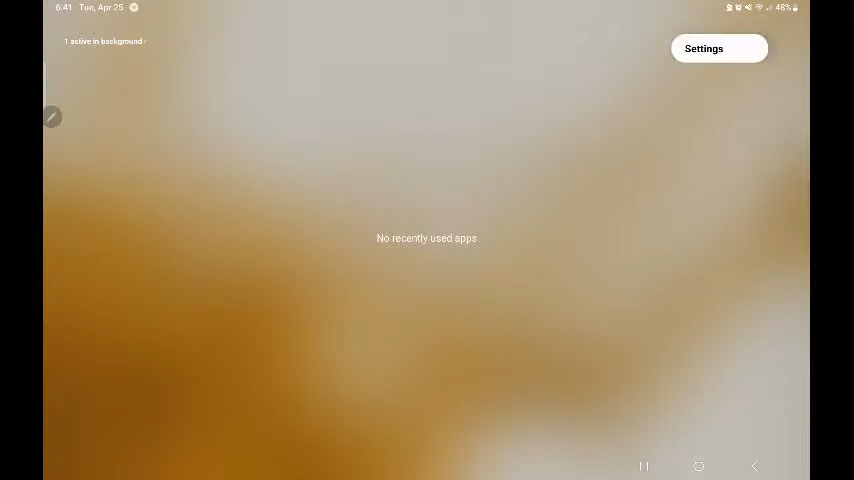 6:41 Tue, Apr 25
48%
1 active in background ›
Settings
No recently used apps